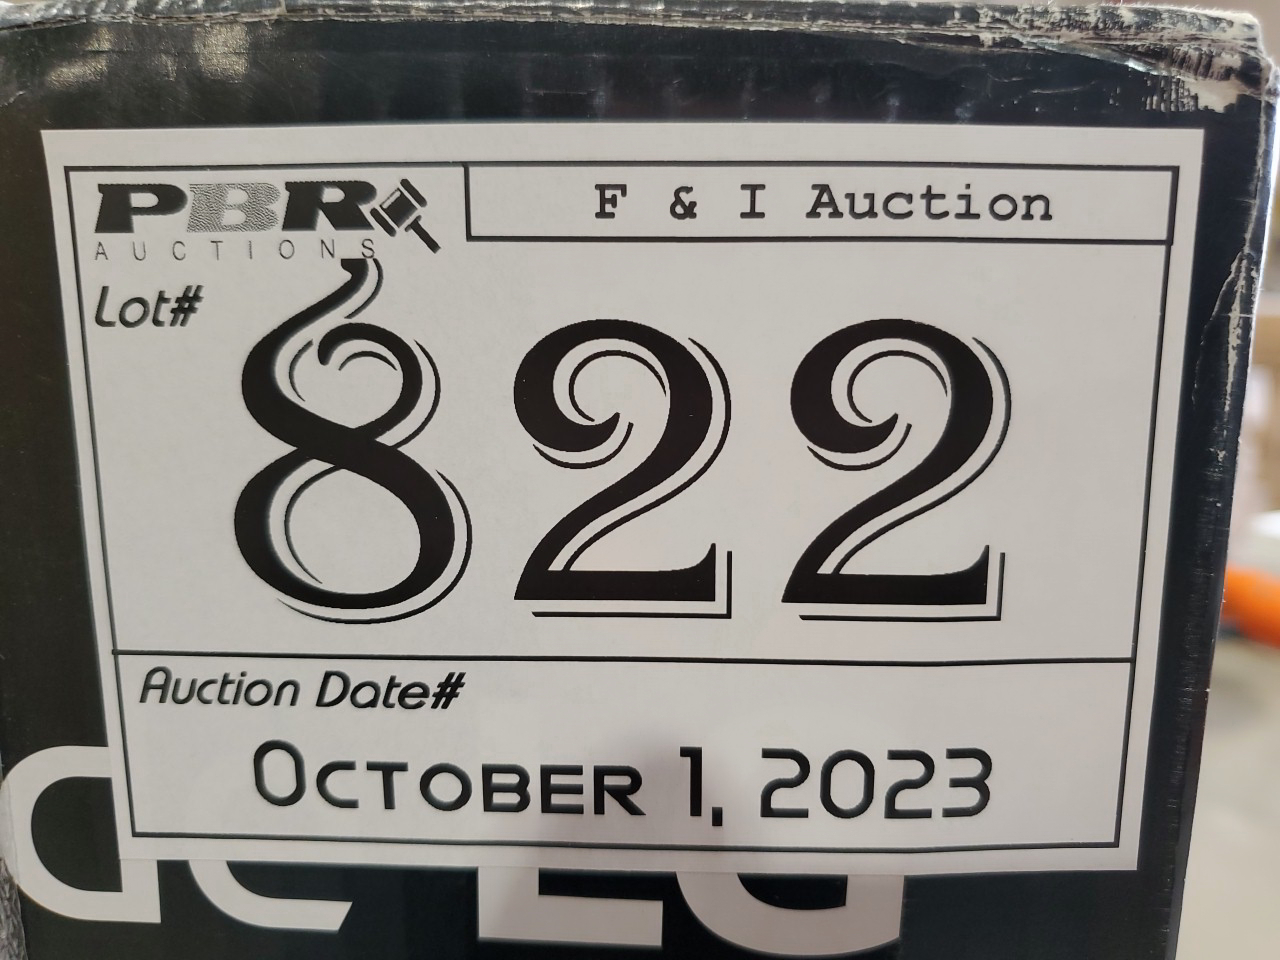 PBR
AUCTIONS
F & I Auction
Lot#
822
Auction Date#
October 1, 2023